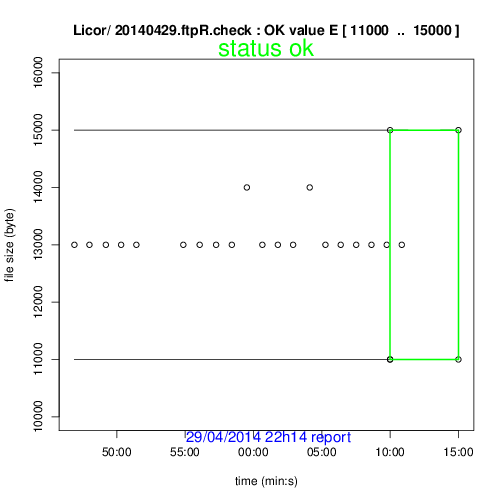 Licor/ 20140429.ftpR.check : OK value E [ 11000 .. 15000 ]
status ok
16000
15000
14000
13000
12000
11000
10000
file size (byte)
50:00 55:00 00:00 05:00 10:00 15:00
29/04/2014 22h14 report
time (min:s)